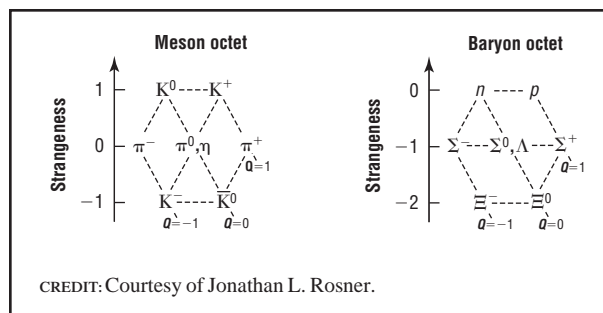 Meson octet
Strangeness
1
K⁰ K⁺
0
π⁻ π⁰,η π⁺
Q=1
−1
K⁻ K̅⁰
Q=−1 Q=0
Baryon octet
Strangeness
0
n p
−1
Σ⁻ Σ⁰, Λ Σ⁺
Q=1
−2
Ξ⁻ Ξ⁰
Q=−1 Q=0
CREDIT: Courtesy of Jonathan L. Rosner.